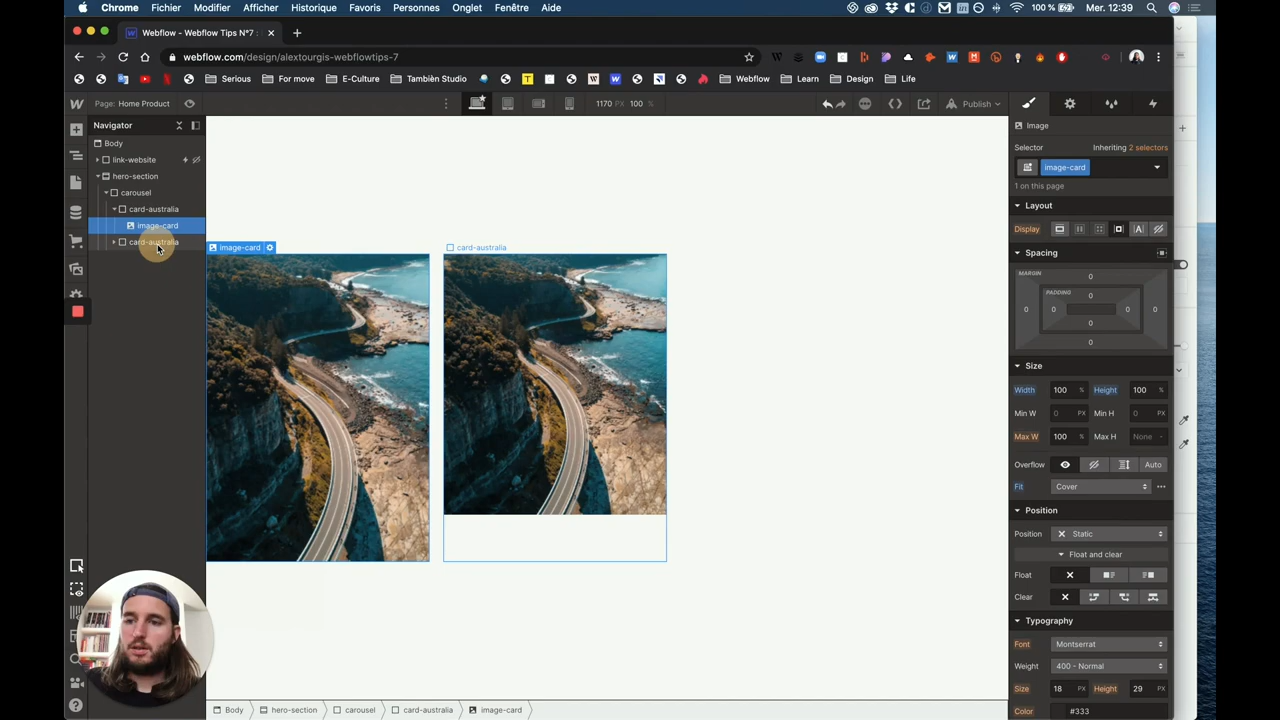 Chrome Fichier Modifier Afficher Historique Favoris Personnes Onglet Fenêtre Aide 100 % Mer. 12:39
Webflow - Webflow Tips N°7 :
webflow.com/design/alextourgis-webflowtips-7
Serious For move E-Culture También Studio Webflow Learn Design Life
Page: Home Product 1170 PX 100 % Publish
Navigator
Body
link-website
hero-section
carousel
card-australia
image-card
card-australia
image-card
card-australia
Image
Selector Inheriting 2 selectors
image-card
1 on this page
Layout
Display
Spacing
MARGIN 0
PADDING 0
0 0 0 0
0
0
Size
Width 100 % Height 100 %
Min W 0 PX Min H 0 PX
Max W 100 % Max H None -
Overflow Auto
Fit Cover
Position
Position Static
Float and clear
Float
Clear
Typography
Font Montserrat
Weight 400 - Normal
Size 18 PX Height 29 PX
Color #333
Body hero-section carousel card-australia image-card